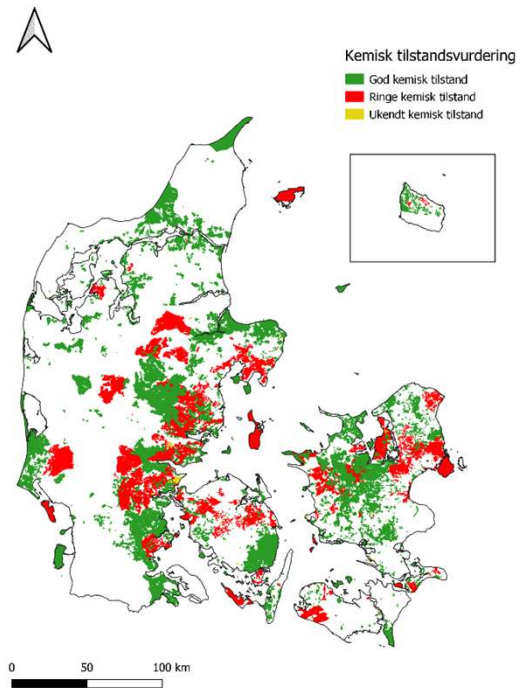 Kemisk tilstandsvurdering
God kemisk tilstand
Ringe kemisk tilstand
Ukendt kemisk tilstand
0 50 100 km